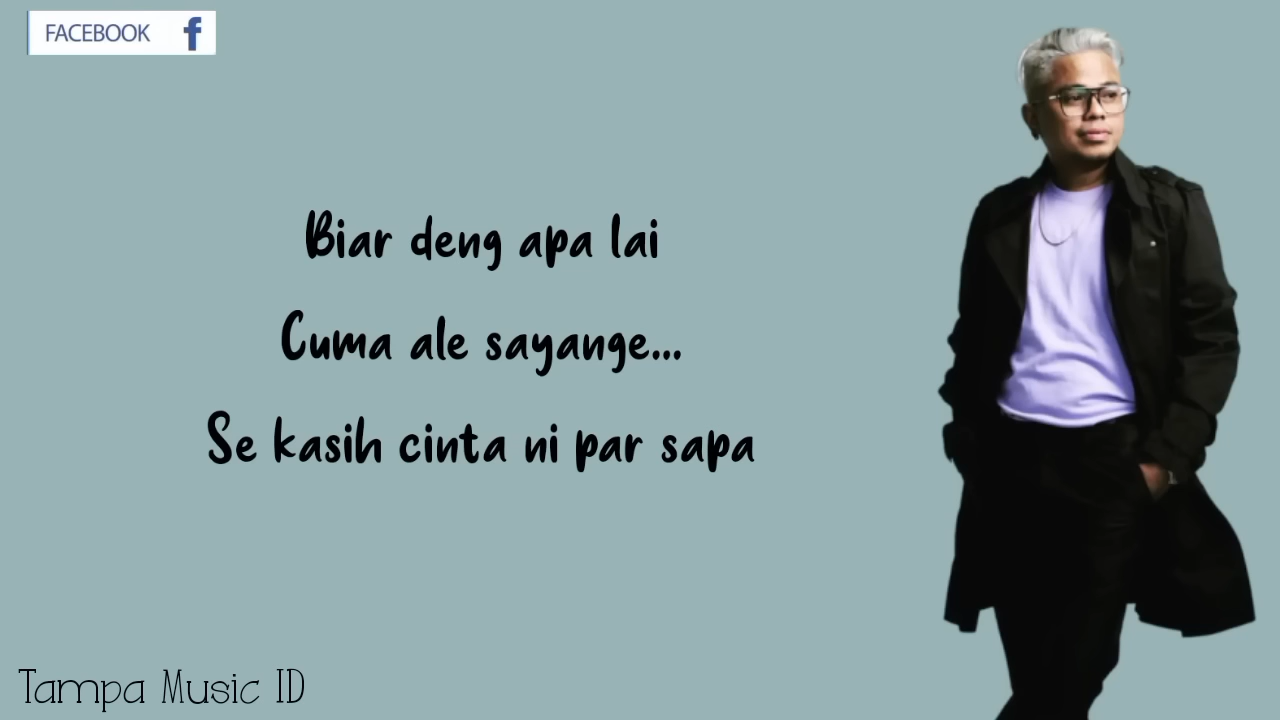 FACEBOOK f
Biar deng apa lai
Cuma ale sayange...
Se kasih cinta ni par sapa
Tampa Music ID